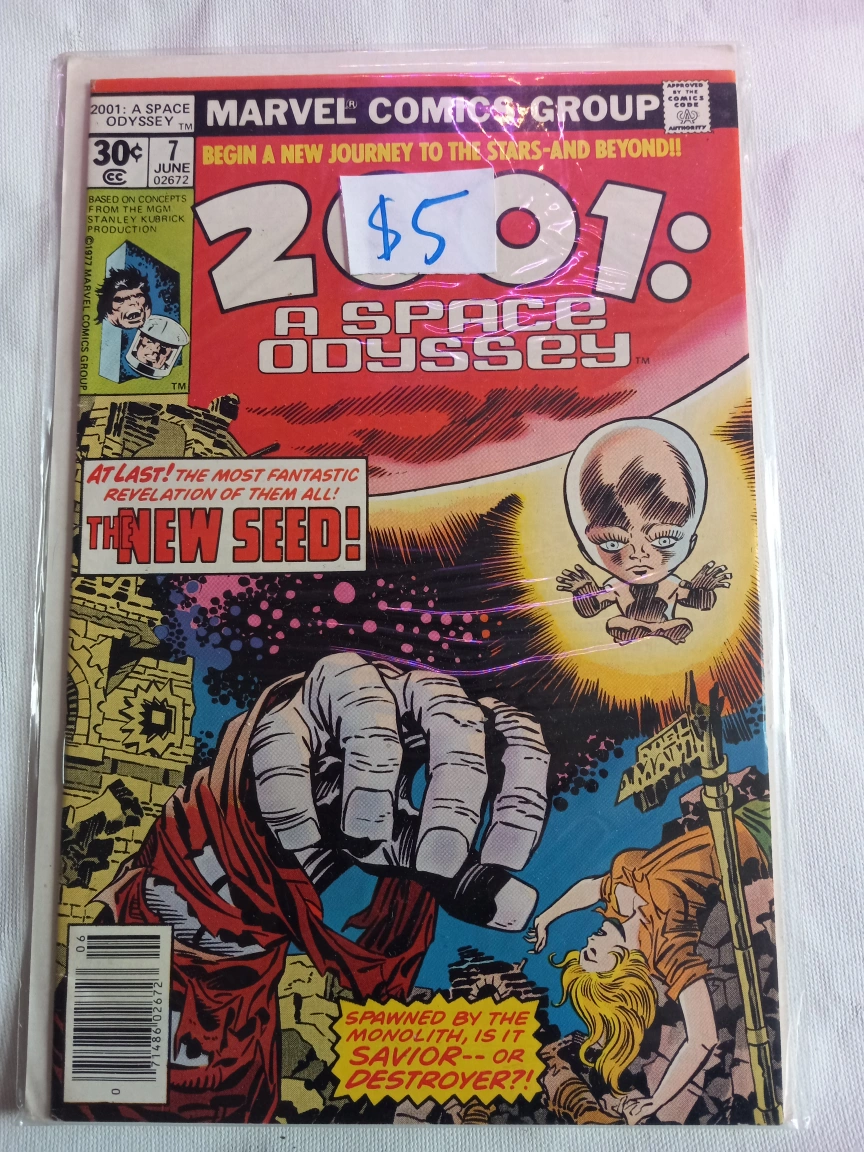 2001: A SPACE
ODYSSEY TM
MARVEL® COMICS GROUP
APPROVED
BY THE
COMICS
CODE
CA
AUTHORITY
30¢
CC
7
JUNE
02672
BEGIN A NEW JOURNEY TO THE STARS-AND BEYOND!!
BASED ON CONCEPTS
FROM THE MGM
STANLEY KUBRICK
PRODUCTION
©1977 MARVEL COMICS GROUP
TM
2001:
$5
A SPACE
ODYSSEY TM
AT LAST! THE MOST FANTASTIC
REVELATION OF THEM ALL!
THE NEW SEED!
06
71486 02672
0
SPAWNED BY THE
MONOLITH, IS IT
SAVIOR-- OR
DESTROYER?!